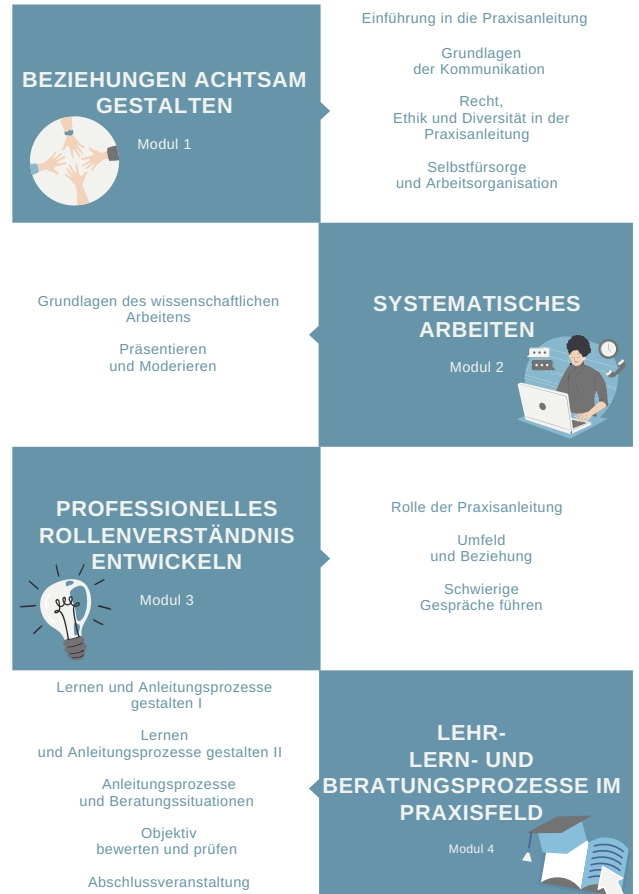 BEZIEHUNGEN ACHTSAM
GESTALTEN
Modul 1
Einführung in die Praxisanleitung
Grundlagen
der Kommunikation
Recht,
Ethik und Diversität in der
Praxisanleitung
Selbstfürsorge
und Arbeitsorganisation
Grundlagen des wissenschaftlichen
Arbeitens
Präsentieren
und Moderieren
SYSTEMATISCHES
ARBEITEN
Modul 2
PROFESSIONELLES
ROLLENVERSTÄNDNIS
ENTWICKELN
Modul 3
Rolle der Praxisanleitung
Umfeld
und Beziehung
Schwierige
Gespräche führen
Lernen und Anleitungsprozesse
gestalten I
Lernen
und Anleitungsprozesse gestalten II
Anleitungsprozesse
und Beratungssituationen
Objektiv
bewerten und prüfen
Abschlussveranstaltung
LEHR-
LERN- UND
BERATUNGSPROZESSE IM
PRAXISFELD
Modul 4